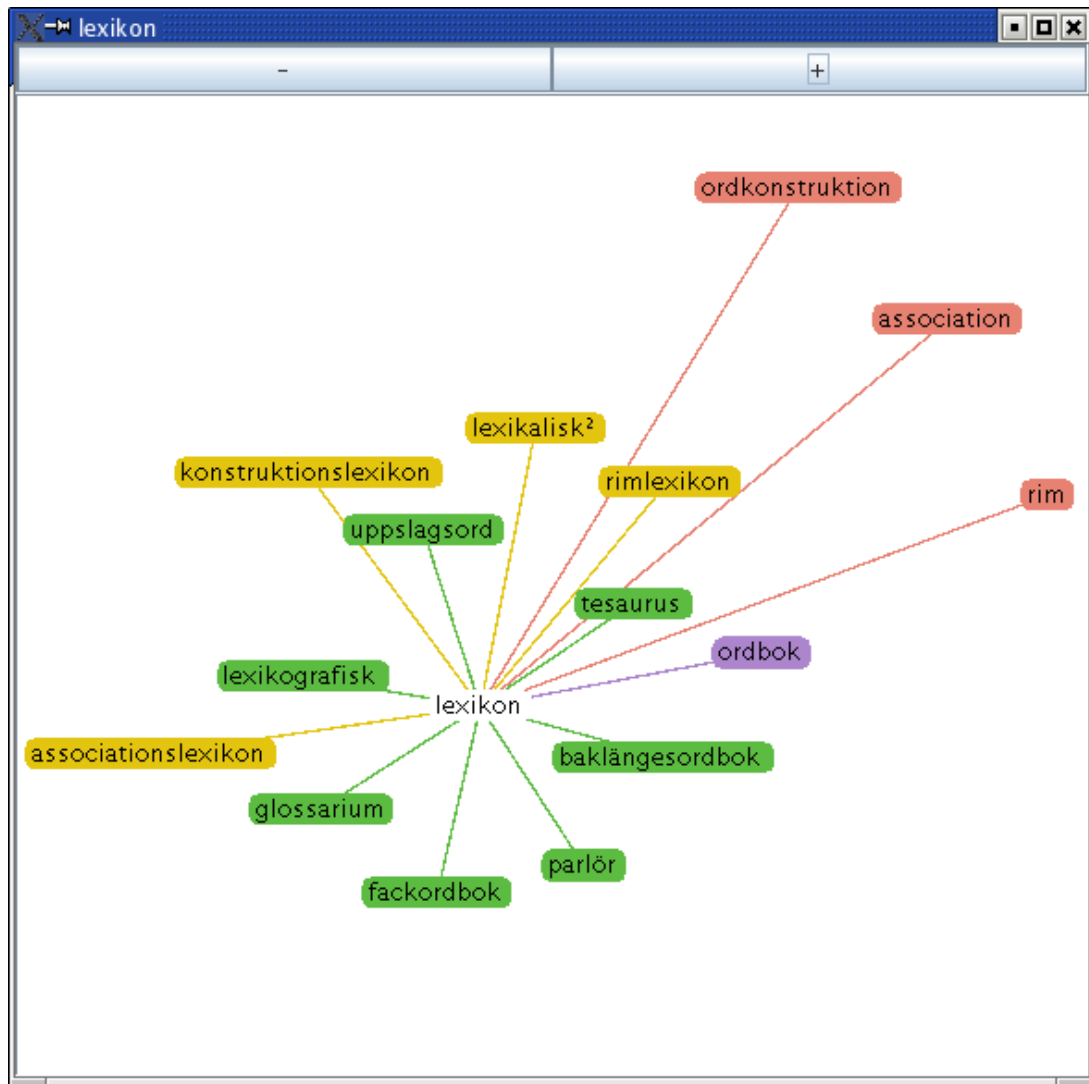 lexikon
- +
ordkonstruktion
association
lexikalisk²
konstruktionslexikon
rimlexikon
rim
uppslagsord
tesaurus
ordbok
lexikografisk
lexikon
associationslexikon
baklängesordbok
glossarium
parlör
fackordbok